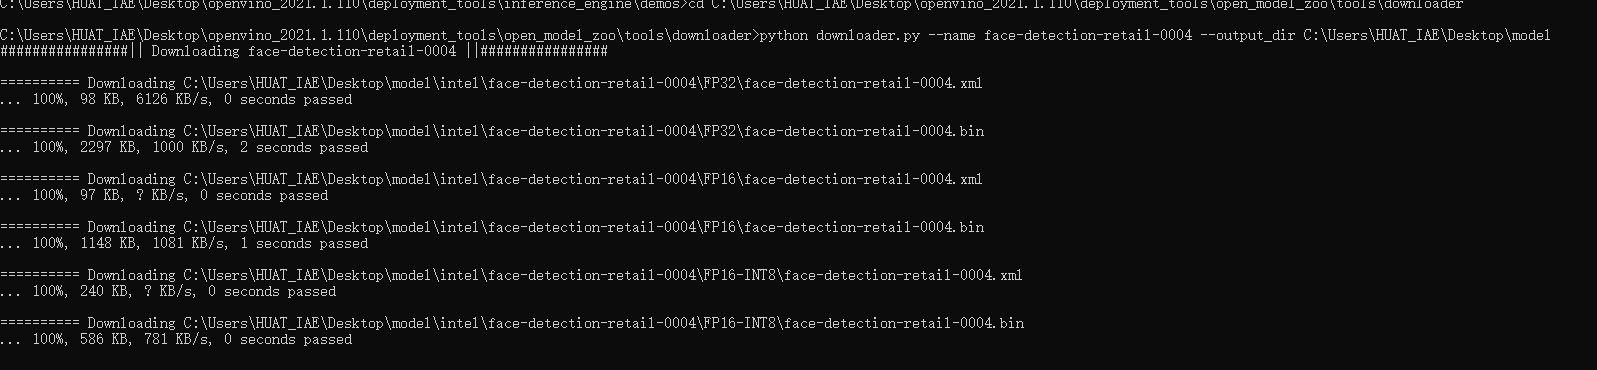 C:\Users\HUAT_IAE\Desktop\openvino_2021.1.110\deployment_tools\inference_engine\demos>cd C:\Users\HUAT_IAE\Desktop\openvino_2021.1.110\deployment_tools\open_model_zoo\tools\downloader
C:\Users\HUAT_IAE\Desktop\openvino_2021.1.110\deployment_tools\open_model_zoo\tools\downloader>python downloader.py --name face-detection-retail-0004 --output_dir C:\Users\HUAT_IAE\Desktop\model
################|| Downloading face-detection-retail-0004 ||################
========== Downloading C:\Users\HUAT_IAE\Desktop\model\intel\face-detection-retail-0004\FP32\face-detection-retail-0004.xml
... 100%, 98 KB, 6126 KB/s, 0 seconds passed
========== Downloading C:\Users\HUAT_IAE\Desktop\model\intel\face-detection-retail-0004\FP32\face-detection-retail-0004.bin
... 100%, 2297 KB, 1000 KB/s, 2 seconds passed
========== Downloading C:\Users\HUAT_IAE\Desktop\model\intel\face-detection-retail-0004\FP16\face-detection-retail-0004.xml
... 100%, 97 KB, ? KB/s, 0 seconds passed
========== Downloading C:\Users\HUAT_IAE\Desktop\model\intel\face-detection-retail-0004\FP16\face-detection-retail-0004.bin
... 100%, 1148 KB, 1081 KB/s, 1 seconds passed
========== Downloading C:\Users\HUAT_IAE\Desktop\model\intel\face-detection-retail-0004\FP16-INT8\face-detection-retail-0004.xml
... 100%, 240 KB, ? KB/s, 0 seconds passed
========== Downloading C:\Users\HUAT_IAE\Desktop\model\intel\face-detection-retail-0004\FP16-INT8\face-detection-retail-0004.bin
... 100%, 586 KB, 781 KB/s, 0 seconds passed